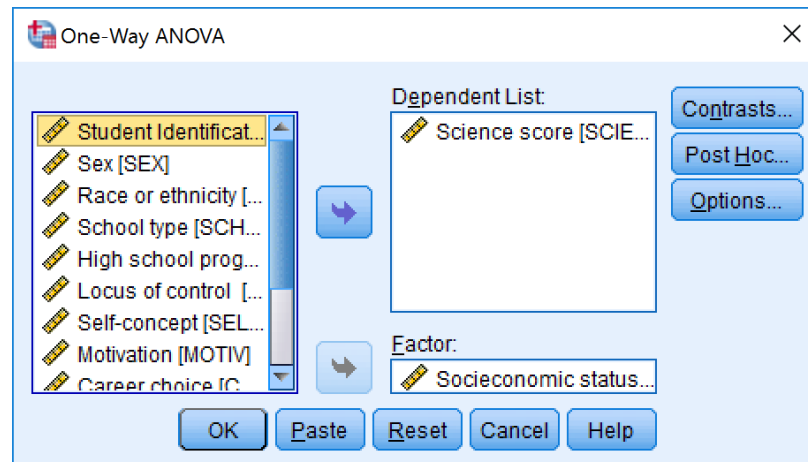 One-Way ANOVA
Student Identificat...
Sex [SEX]
Race or ethnicity [...
School type [SCH...
High school prog...
Locus of control [...
Self-concept [SEL...
Motivation [MOTIV]
Career choice [C
Dependent List:
Science score [SCIE...
Factor:
Socieconomic status...
Contrasts...
Post Hoc...
Options...
OK
Paste
Reset
Cancel
Help